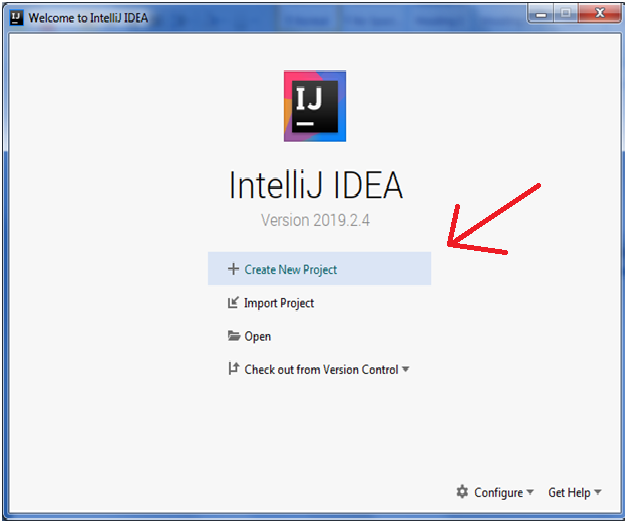 Welcome to IntelliJ IDEA
IJ
IntelliJ IDEA
Version 2019.2.4
Create New Project
Import Project
Open
Check out from Version Control
Configure Get Help